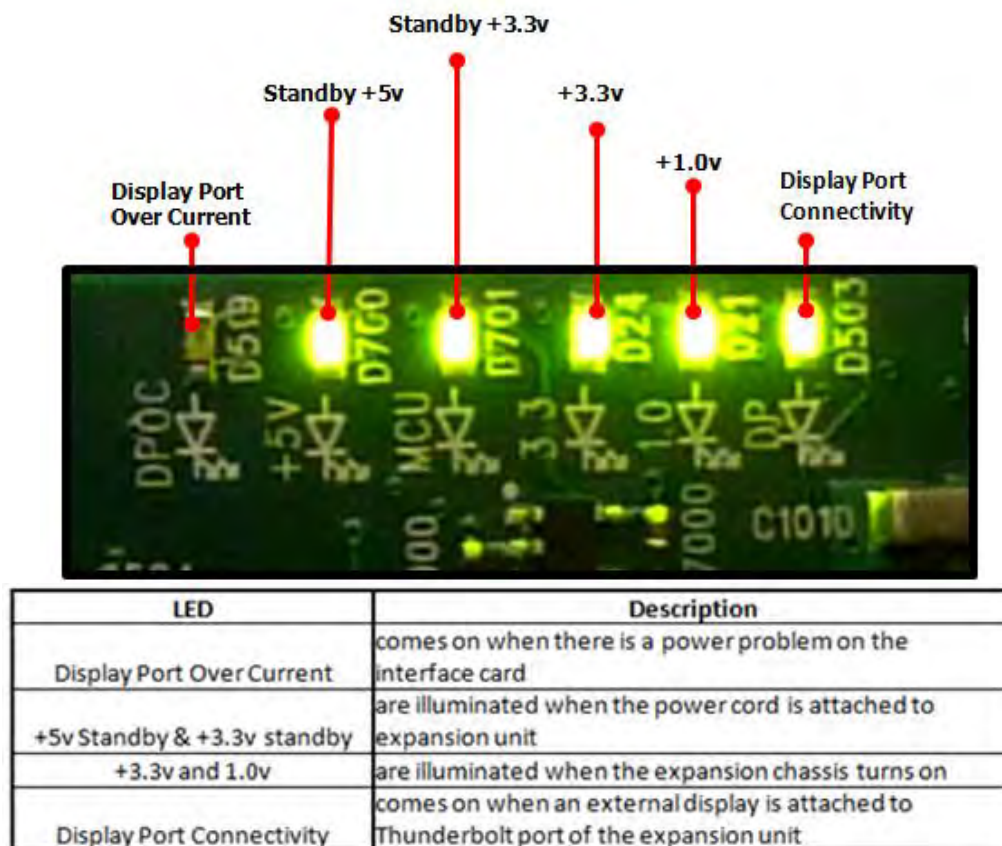 Standby +3.3v
Standby +5v
+3.3v
+1.0v
Display Port
Over Current
Display Port
Connectivity
D519
D700
D701
D24
D21
D503
DPOC
+5V
MCU
3.3
1.0
DP
C1010
7000
LED
Description
Display Port Over Current
comes on when there is a power problem on the
interface card
+5v Standby & +3.3v standby
are illuminated when the power cord is attached to
expansion unit
+3.3v and 1.0v
are illuminated when the expansion chassis turns on
Display Port Connectivity
comes on when an external display is attached to
Thunderbolt port of the expansion unit